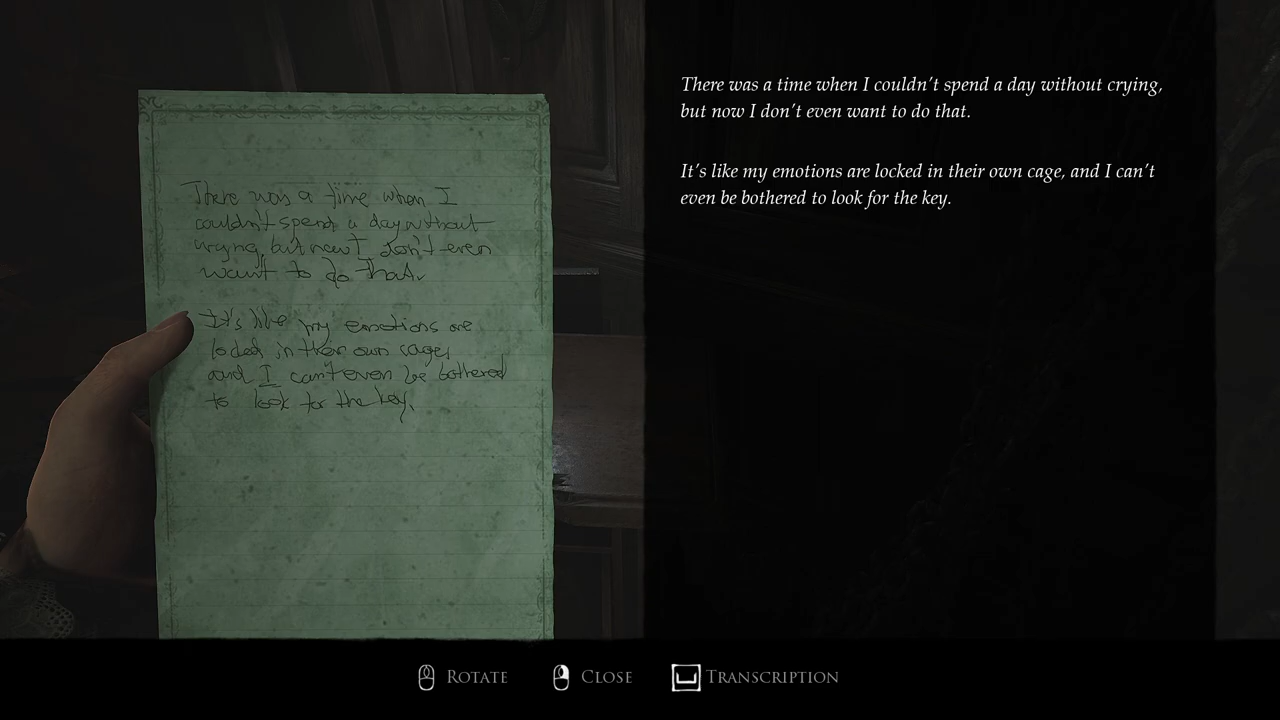 There was a time when I
couldn't spend a day without
crying, but now I don't even
want to do that.
It's like my emotions are
locked in their own cage,
and I can't even be bothered
to look for the key.
There was a time when I couldn't spend a day without crying,
but now I don't even want to do that.
It's like my emotions are locked in their own cage, and I can't
even be bothered to look for the key.
ROTATE CLOSE TRANSCRIPTION